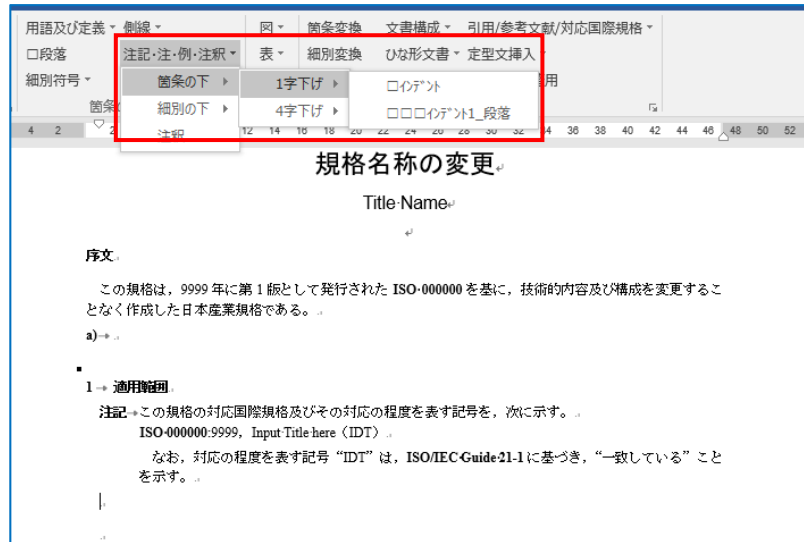 用語及び定義 側線 図 箇条変換 文書構成 引用/参考文献/対応国際規格
□段落 注記・注・例・注釈 表 細別変換 ひな形文書 定型文挿入
細別符号 箇条の下 1字下げ □インデント 用
箇条 細別の下 4字下げ □□□インデント1_段落
4 2 2 注釈 12 14 16 18 20 22 24 26 28 30 32 34 36 38 40 42 44 46 48 50 52
規格名称の変更
Title Name
序文
この規格は，9999 年に第 1 版として発行された ISO 000000 を基に，技術的内容及び構成を変更するこ
となく作成した日本産業規格である。
a)
1 適用範囲
注記 この規格の対応国際規格及びその対応の程度を表す記号を，次に示す。
ISO 000000:9999，Input Title here（IDT）
なお，対応の程度を表す記号“IDT”は，ISO/IEC Guide 21-1 に基づき，“一致している”こと
を示す。